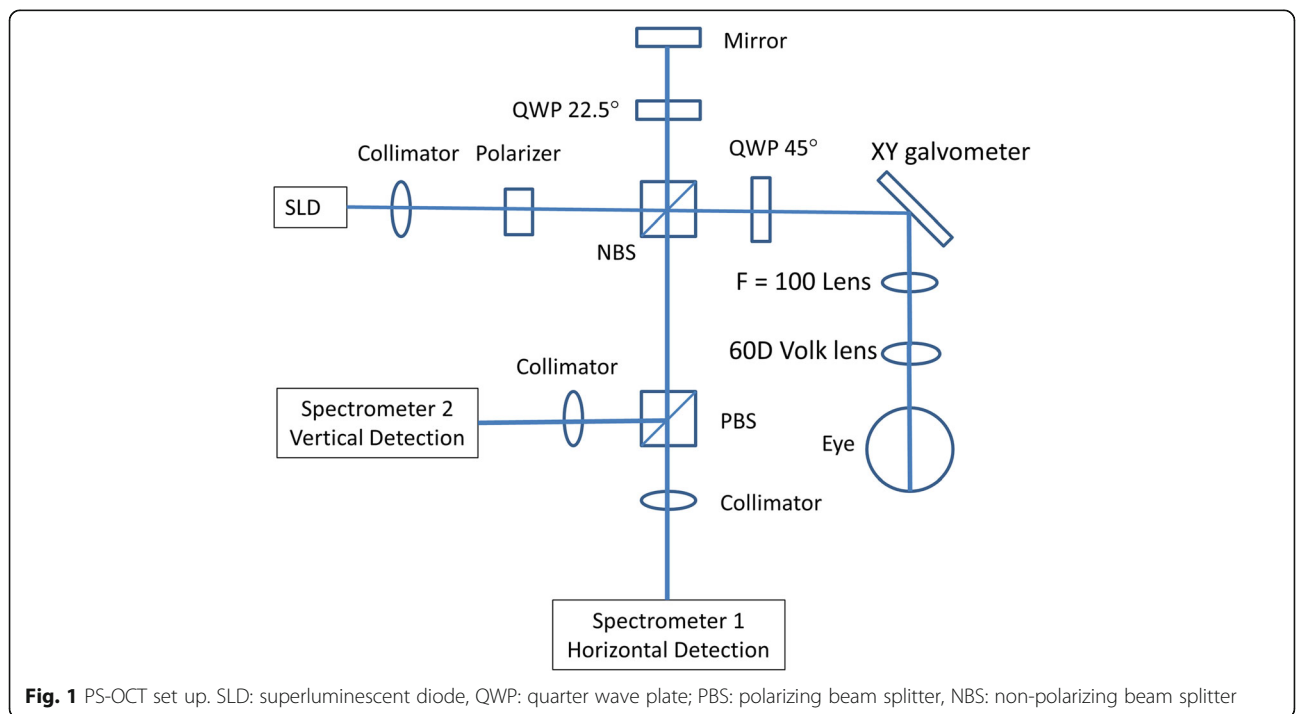 Mirror
QWP 22.5°
QWP 45°
XY galvometer
Collimator
Polarizer
SLD
NBS
F = 100 Lens
60D Volk lens
Collimator
Spectrometer 2
Vertical Detection
PBS
Eye
Collimator
Spectrometer 1
Horizontal Detection
Fig. 1 PS-OCT set up. SLD: superluminescent diode, QWP: quarter wave plate; PBS: polarizing beam splitter, NBS: non-polarizing beam splitter